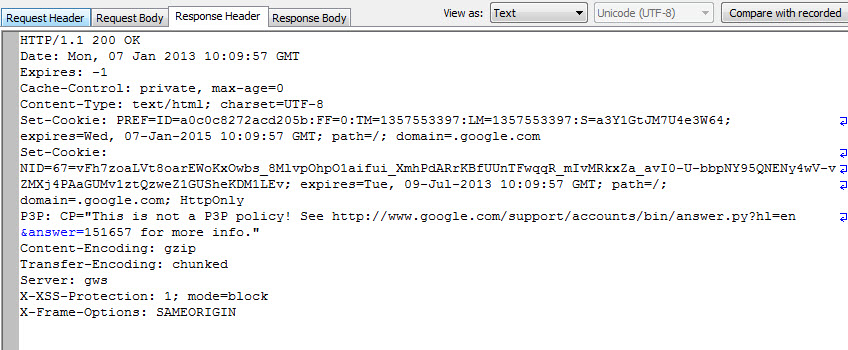 Request Header Request Body Response Header Response Body View as: Text Unicode (UTF-8) Compare with recorded
HTTP/1.1 200 OK
Date: Mon, 07 Jan 2013 10:09:57 GMT
Expires: -1
Cache-Control: private, max-age=0
Content-Type: text/html; charset=UTF-8
Set-Cookie: PREF=ID=a0c0c8272acd205b:FF=0:TM=1357553397:LM=1357553397:S=a3Y1GtJM7U4e3W64;
expires=Wed, 07-Jan-2015 10:09:57 GMT; path=/; domain=.google.com
Set-Cookie:
NID=67=vFh7zoaLVt8oarEWoKxOwbs_8MlvpOhpO1aifui_XmhPdARrKBfUUnTFwqqR_mIvMRkxZa_avI0-U-bbpNY95QNENy4wV-v
ZMXj4PAaGUMv1ztQzweZ1GUSheKDM1LEv; expires=Tue, 09-Jul-2013 10:09:57 GMT; path=/;
domain=.google.com; HttpOnly
P3P: CP="This is not a P3P policy! See http://www.google.com/support/accounts/bin/answer.py?hl=en
&answer=151657 for more info."
Content-Encoding: gzip
Transfer-Encoding: chunked
Server: gws
X-XSS-Protection: 1; mode=block
X-Frame-Options: SAMEORIGIN